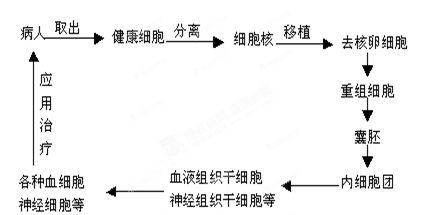 病人
取出
健康细胞
分离
细胞核
移植
去核卵细胞
重组细胞
囊胚
内细胞团
血液组织干细胞
神经组织干细胞等
各种血细胞
神经细胞等
应用治疗